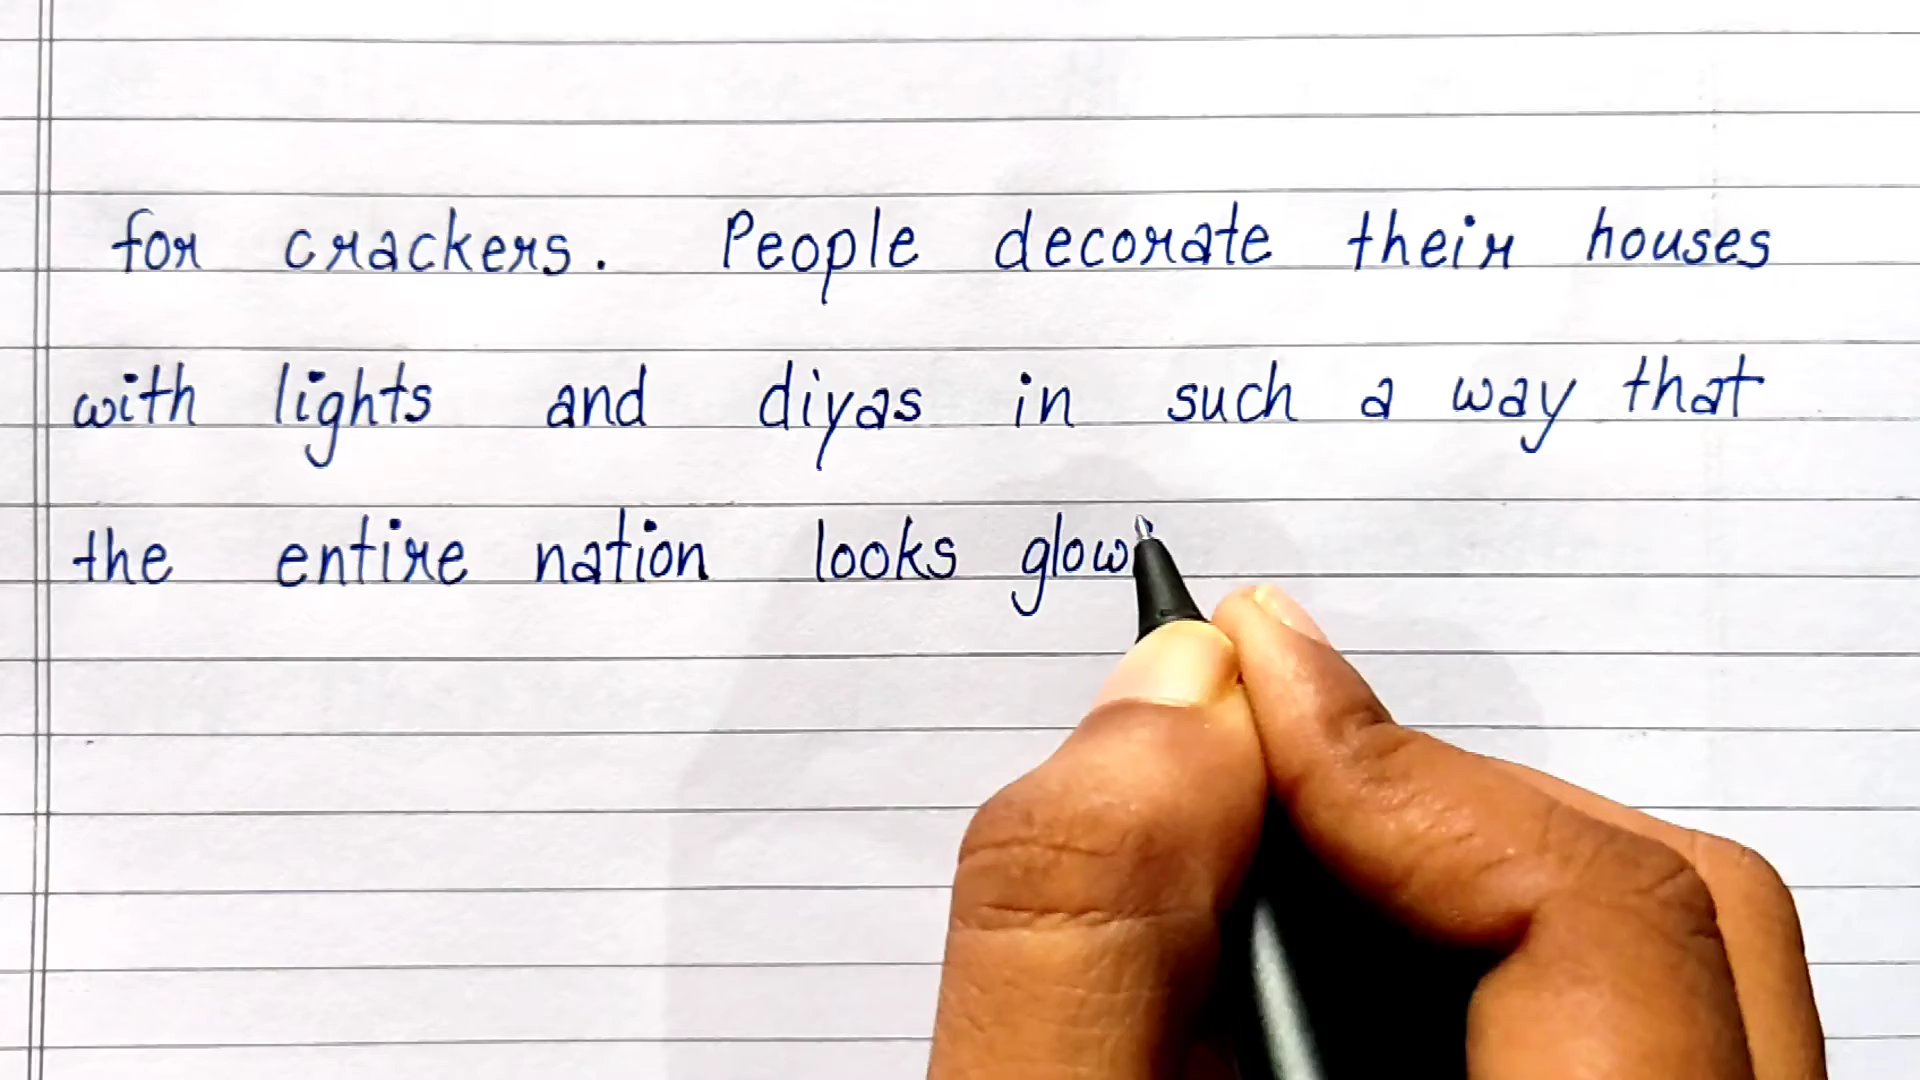 for crackers. People decorate their houses
with lights and diyas in such a way that
the entire nation looks glow